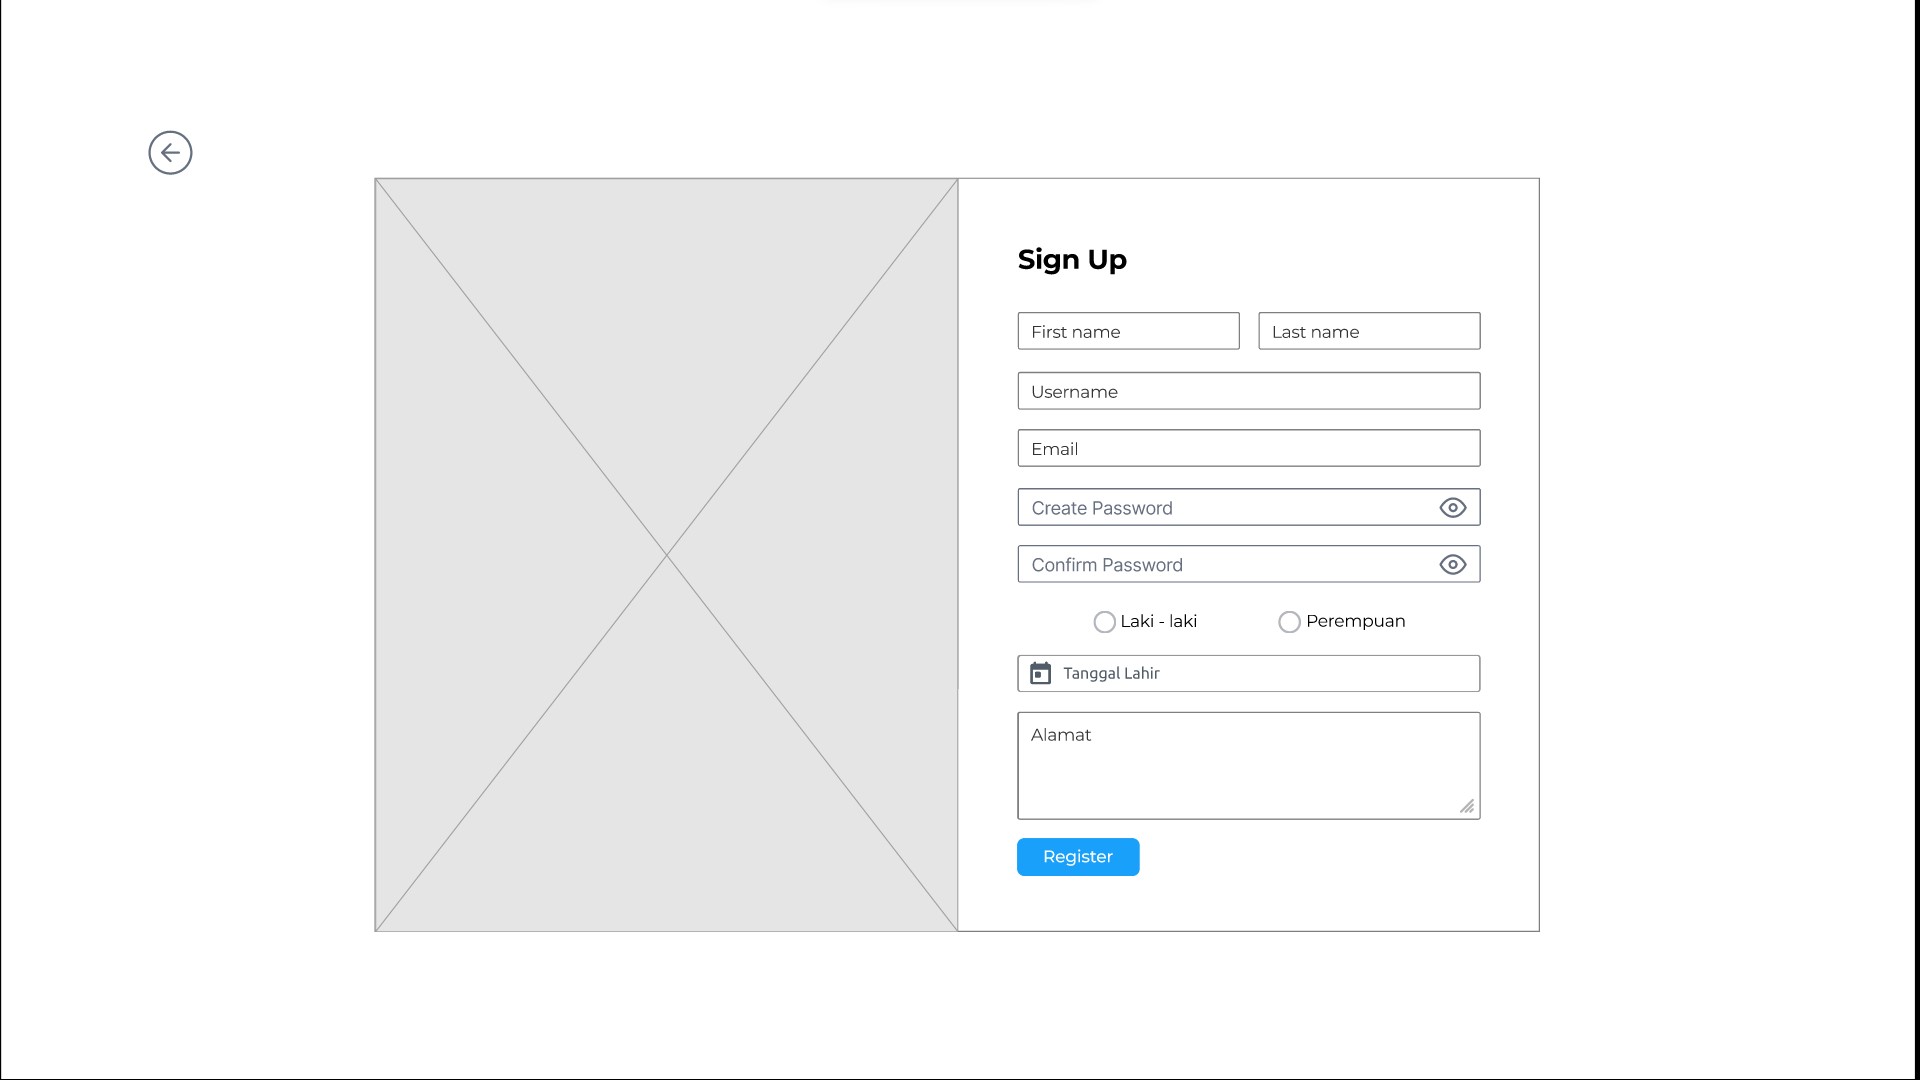 Sign Up
First name Last name
Username
Email
Create Password
Confirm Password
Laki - laki Perempuan
Tanggal Lahir
Alamat
Register